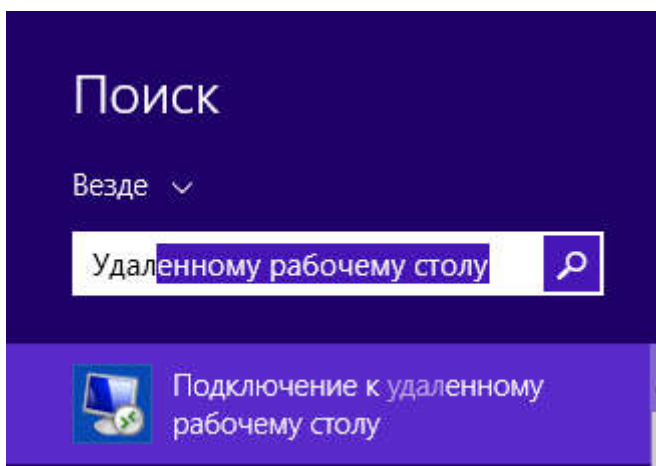 Поиск
Везде
Удаленному рабочему столу
Подключение к удаленному
рабочему столу